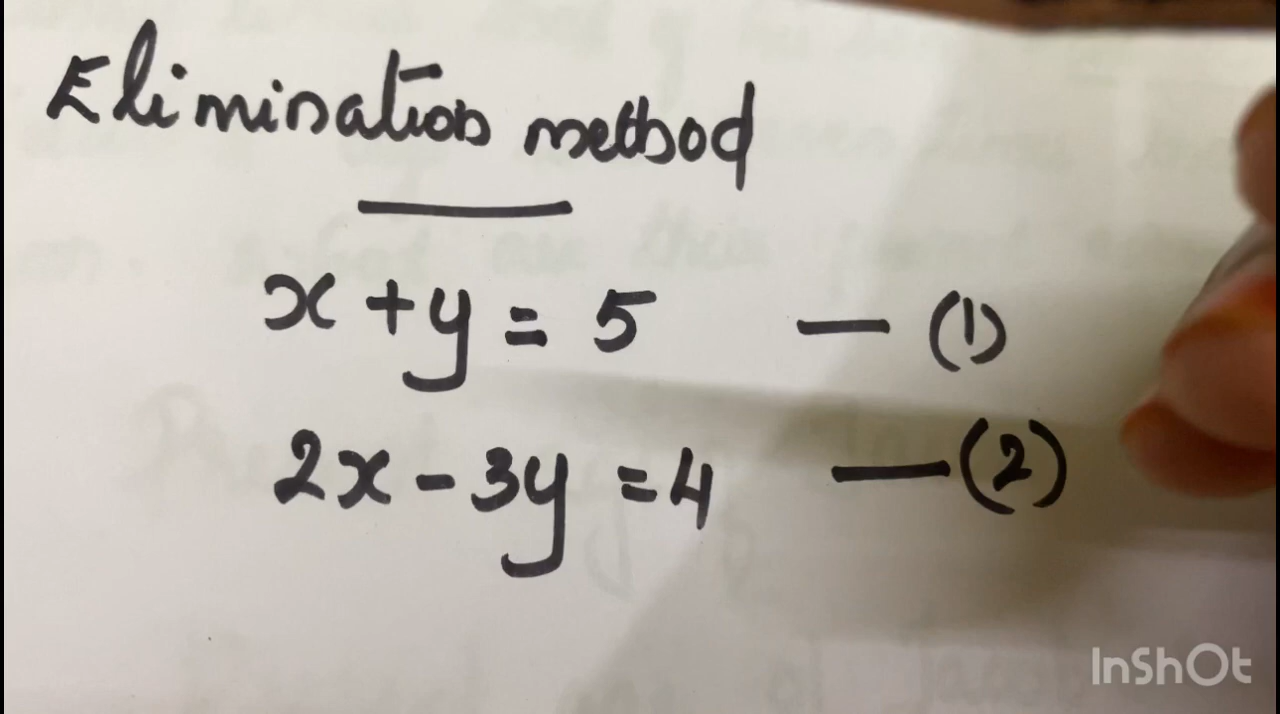 Elimination method
x + y = 5 — (1)
2x - 3y = 4 — (2)
InShOt